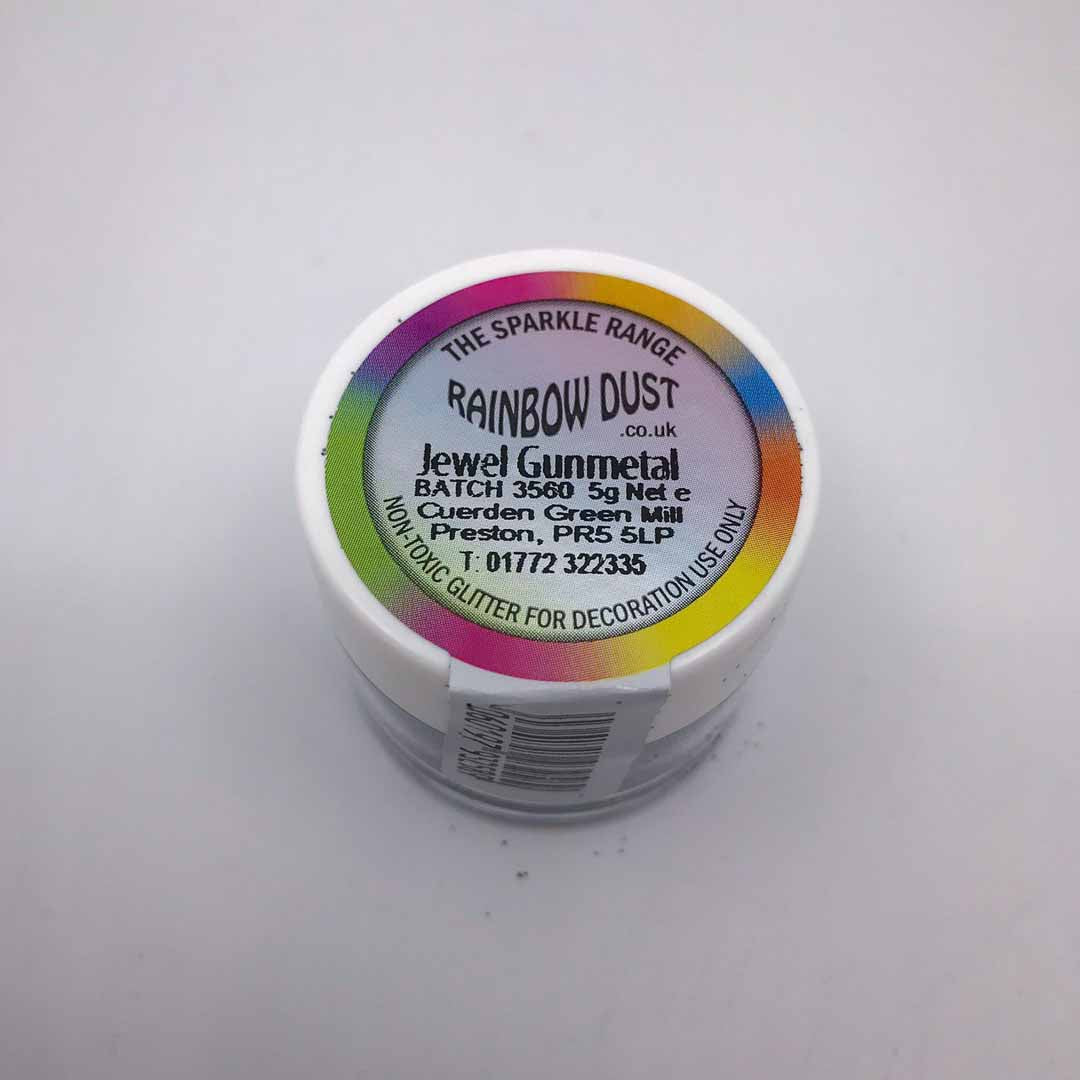 THE SPARKLE RANGE
RAINBOW DUST
.co.uk
Jewel Gunmetal
BATCH 3560 5g Net e
Cuerden Green Mill
Preston, PR5 5LP
T: 01772 322335
NON-TOXIC GLITTER FOR DECORATION USE ONLY